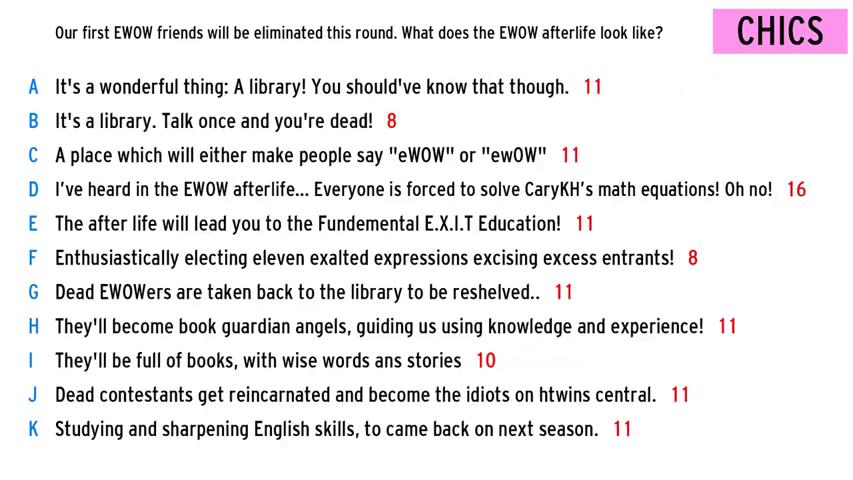 Our first EWOW friends will be eliminated this round. What does the EWOW afterlife look like?
CHICS
A It's a wonderful thing: A library! You should've know that though. 11
B It's a library. Talk once and you're dead! 8
C A place which will either make people say "eWOW" or "ewOW" 11
D I've heard in the EWOW afterlife... Everyone is forced to solve CaryKH's math equations! Oh no! 16
E The after life will lead you to the Fundemental E.X.I.T Education! 11
F Enthusiastically electing eleven exalted expressions excising excess entrants! 8
G Dead EWOWers are taken back to the library to be reshelved.. 11
H They'll become book guardian angels, guiding us using knowledge and experience! 11
I They'll be full of books, with wise words ans stories 10
J Dead contestants get reincarnated and become the idiots on htwins central. 11
K Studying and sharpening English skills, to came back on next season. 11